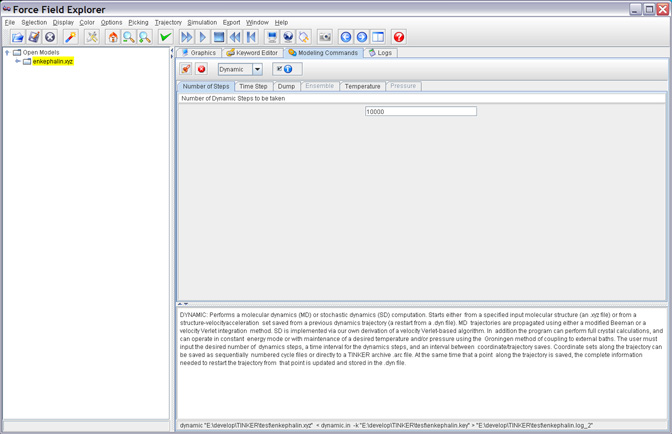 Force Field Explorer
File Selection Display Color Options Picking Trajectory Simulation Export Window Help
Open Models
enkephalin.xyz
Graphics Keyword Editor Modeling Commands Logs
Dynamic
Number of Steps Time Step Dump Ensemble Temperature Pressure
Number of Dynamic Steps to be taken
10000
DYNAMIC: Performs a molecular dynamics (MD) or stochastic dynamics (SD) computation. Starts either from a specified input molecular structure (an .xyz file) or from a
structure-velocityacceleration set saved from a previous dynamics trajectory (a restart from a .dyn file). MD trajectories are propagated using either a modified Beeman or a
velocity Verlet integration method. SD is implemented via our own derivation of a velocity Verlet-based algorithm. In addition the program can perform full crystal calculations, and
can operate in constant energy mode or with maintenance of a desired temperature and/or pressure using the Groningen method of coupling to external baths. The user must
input the desired number of dynamics steps, a time interval for the dynamics steps, and an interval between coordinate/trajectory saves. Coordinate sets along the trajectory can
be saved as sequentially numbered cycle files or directly to a TINKER archive .arc file. At the same time that a point along the trajectory is saved, the complete information
needed to restart the trajectory from that point is updated and stored in the .dyn file.
dynamic "E:\develop\TINKER\test\enkephalin.xyz" < dynamic.in -k "E:\develop\TINKER\test\enkephalin.key" > "E:\develop\TINKER\test\enkephalin.log_2"